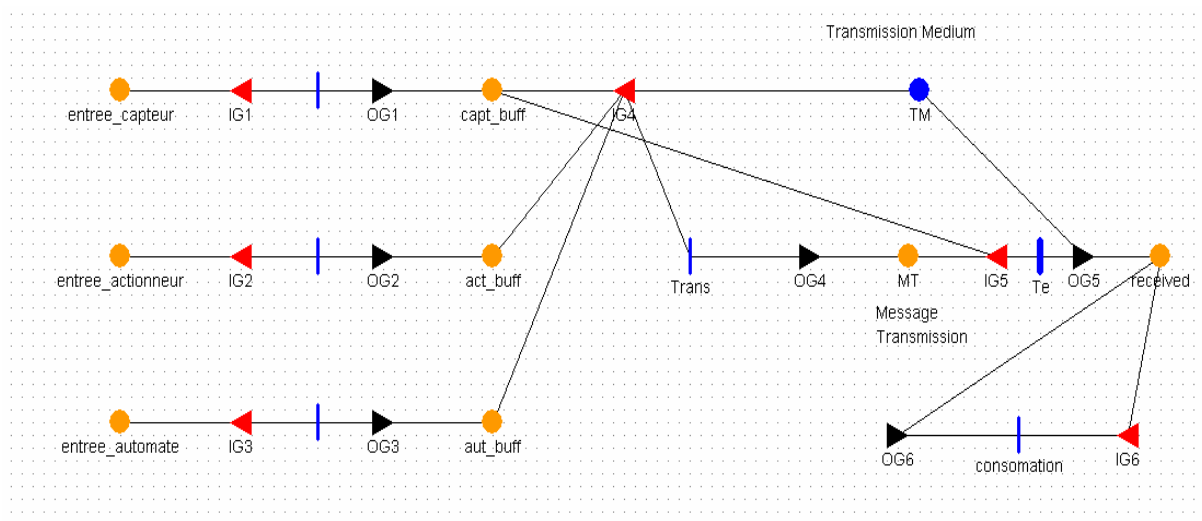 Transmission Medium
entree_capteur IG1 OG1 capt_buff IG4 TM
entree_actionneur IG2 OG2 act_buff Trans OG4 MT IG5 Te OG5 received
Message
Transmission
entree_automate IG3 OG3 aut_buff
OG6 consomation IG6